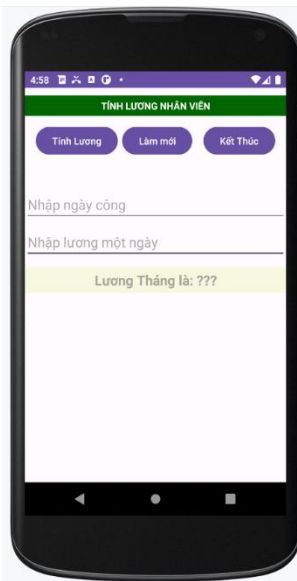 4:58
TÍNH LƯƠNG NHÂN VIÊN
Tính Lương Làm mới Kết Thúc
Nhập ngày công
Nhập lương một ngày
Lương Tháng là: ???